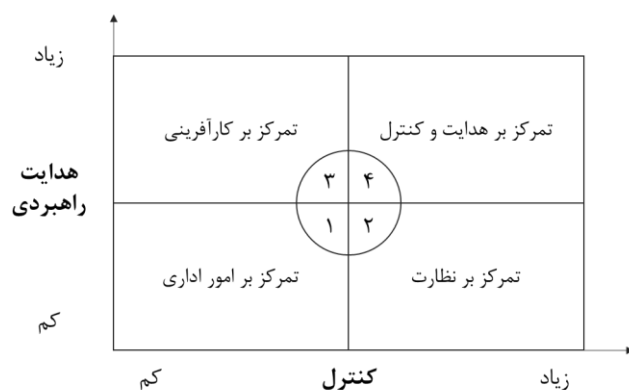 زیاد
تمرکز بر هدایت و کنترل
تمرکز بر کارآفرینی
هدایت
راهبردی
۴
۳
۲
۱
تمرکز بر نظارت
تمرکز بر امور اداری
کم
زیاد
کنترل
کم